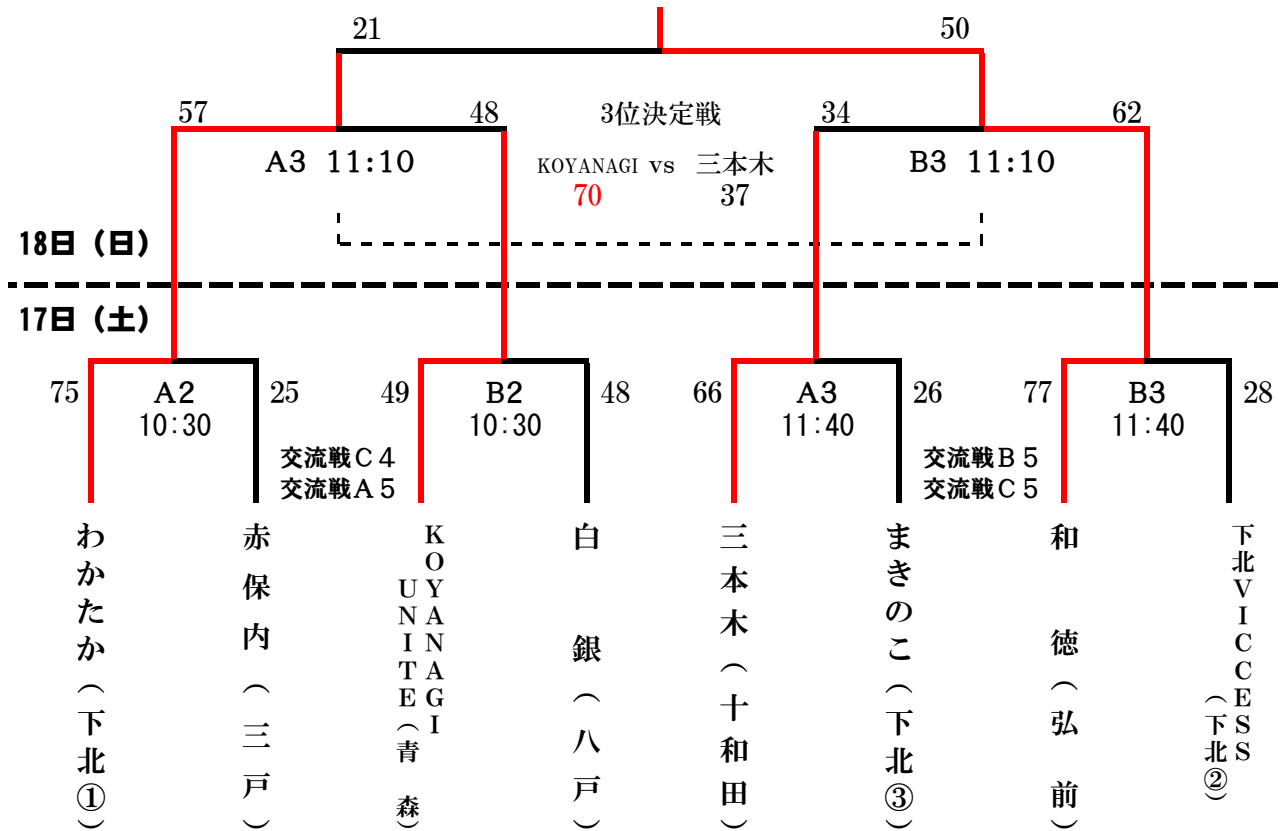 21
50
57
48
3位決定戦
34
62
A3 11:10
KOYANAGI vs 三本木
B3 11:10
70
37
18日（日）
17日（土）
75
A2
10:30
25
49
B2
10:30
48
66
A3
11:40
26
77
B3
11:40
28
交流戦C4
交流戦A5
交流戦B5
交流戦C5
わかたか（下北①）
赤保内（三戸）
KOYANAGI
UNITE（青 森）
白 銀（八戸）
三本木（十和田）
まきのこ（下北③）
和 徳（弘 前）
下北VICCESS
（下北②）